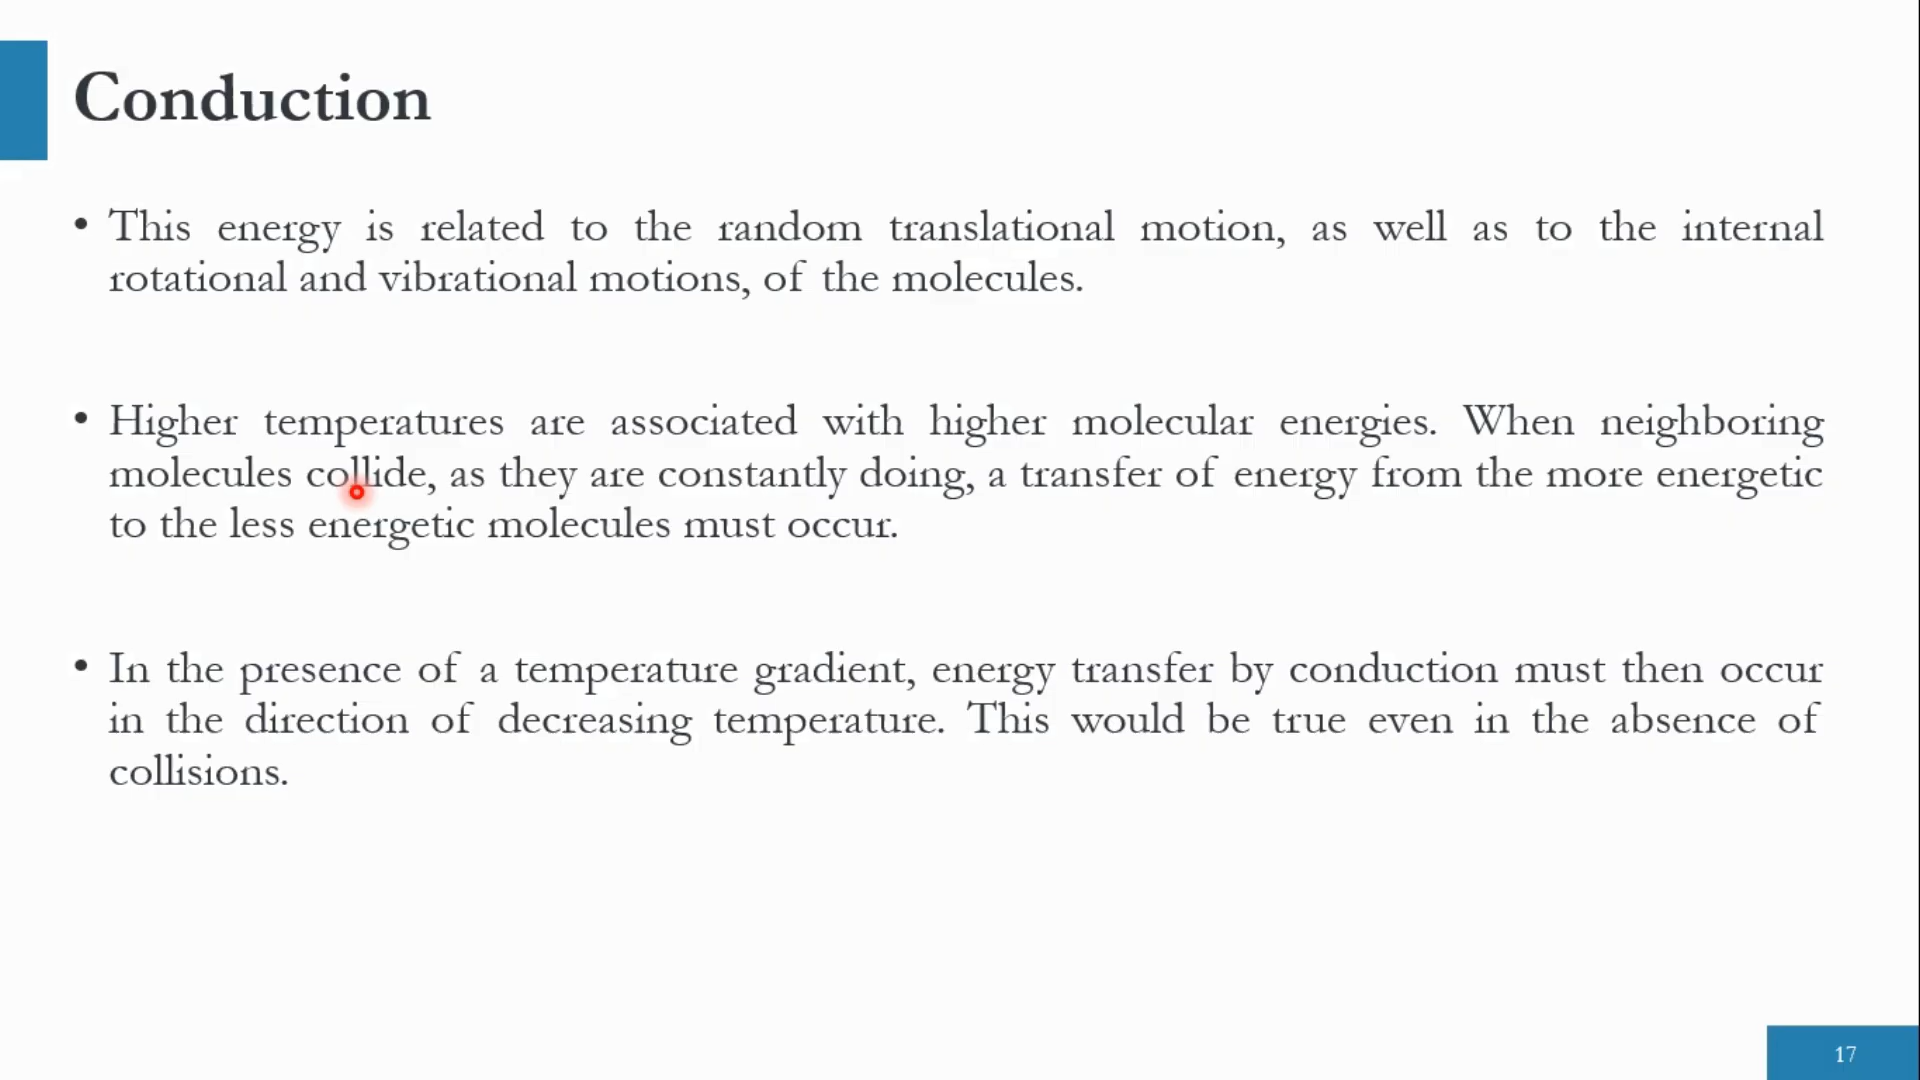 Conduction
• This energy is related to the random translational motion, as well as to the internal
rotational and vibrational motions, of the molecules.
• Higher temperatures are associated with higher molecular energies. When neighboring
molecules collide, as they are constantly doing, a transfer of energy from the more energetic
to the less energetic molecules must occur.
• In the presence of a temperature gradient, energy transfer by conduction must then occur
in the direction of decreasing temperature. This would be true even in the absence of
collisions.
17